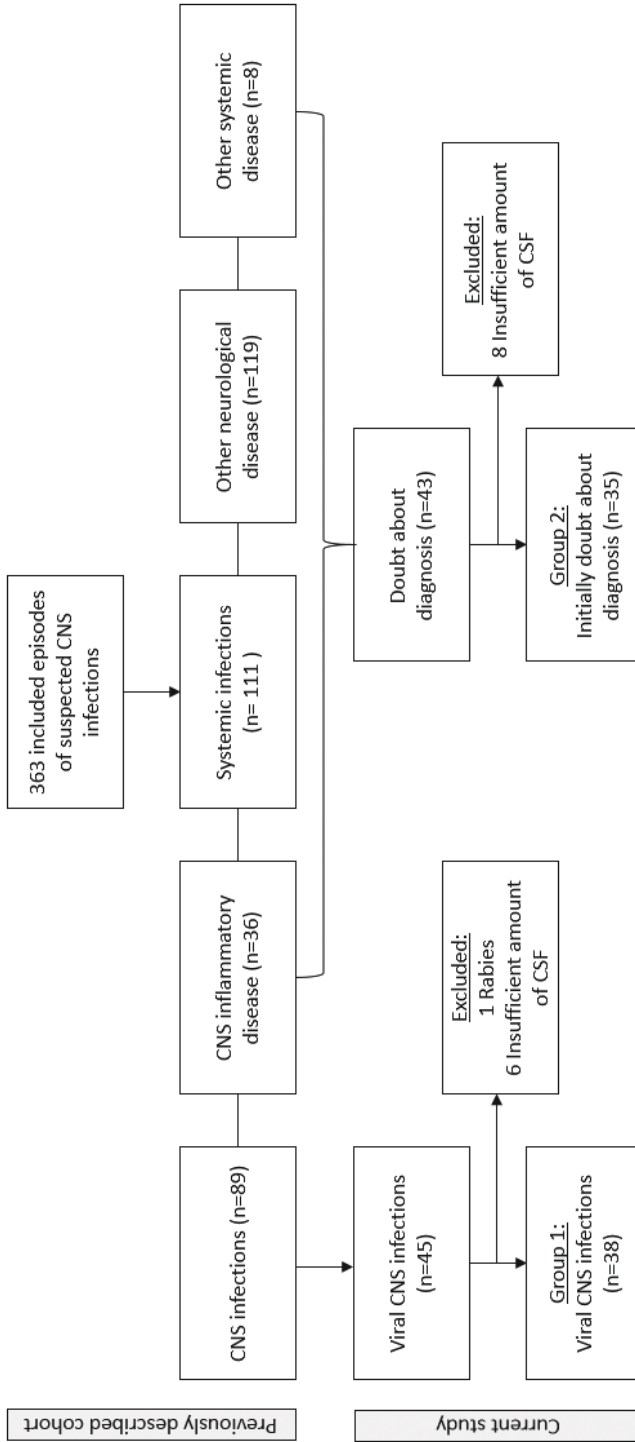 Previously described cohort
363 included episodes
of suspected CNS
infections
CNS infections (n=89)
CNS inflammatory
disease (n=36)
Systemic infections
(n= 111 )
Other neurological
disease (n=119)
Other systemic
disease (n=8)
Current study
Viral CNS infections
(n=45)
Doubt about
diagnosis (n=43)
Excluded:
1 Rabies
6 Insufficient amount
of CSF
Excluded:
8 Insufficient amount
of CSF
Group 1:
Viral CNS infections
(n=38)
Group 2:
Initially doubt about
diagnosis (n=35)